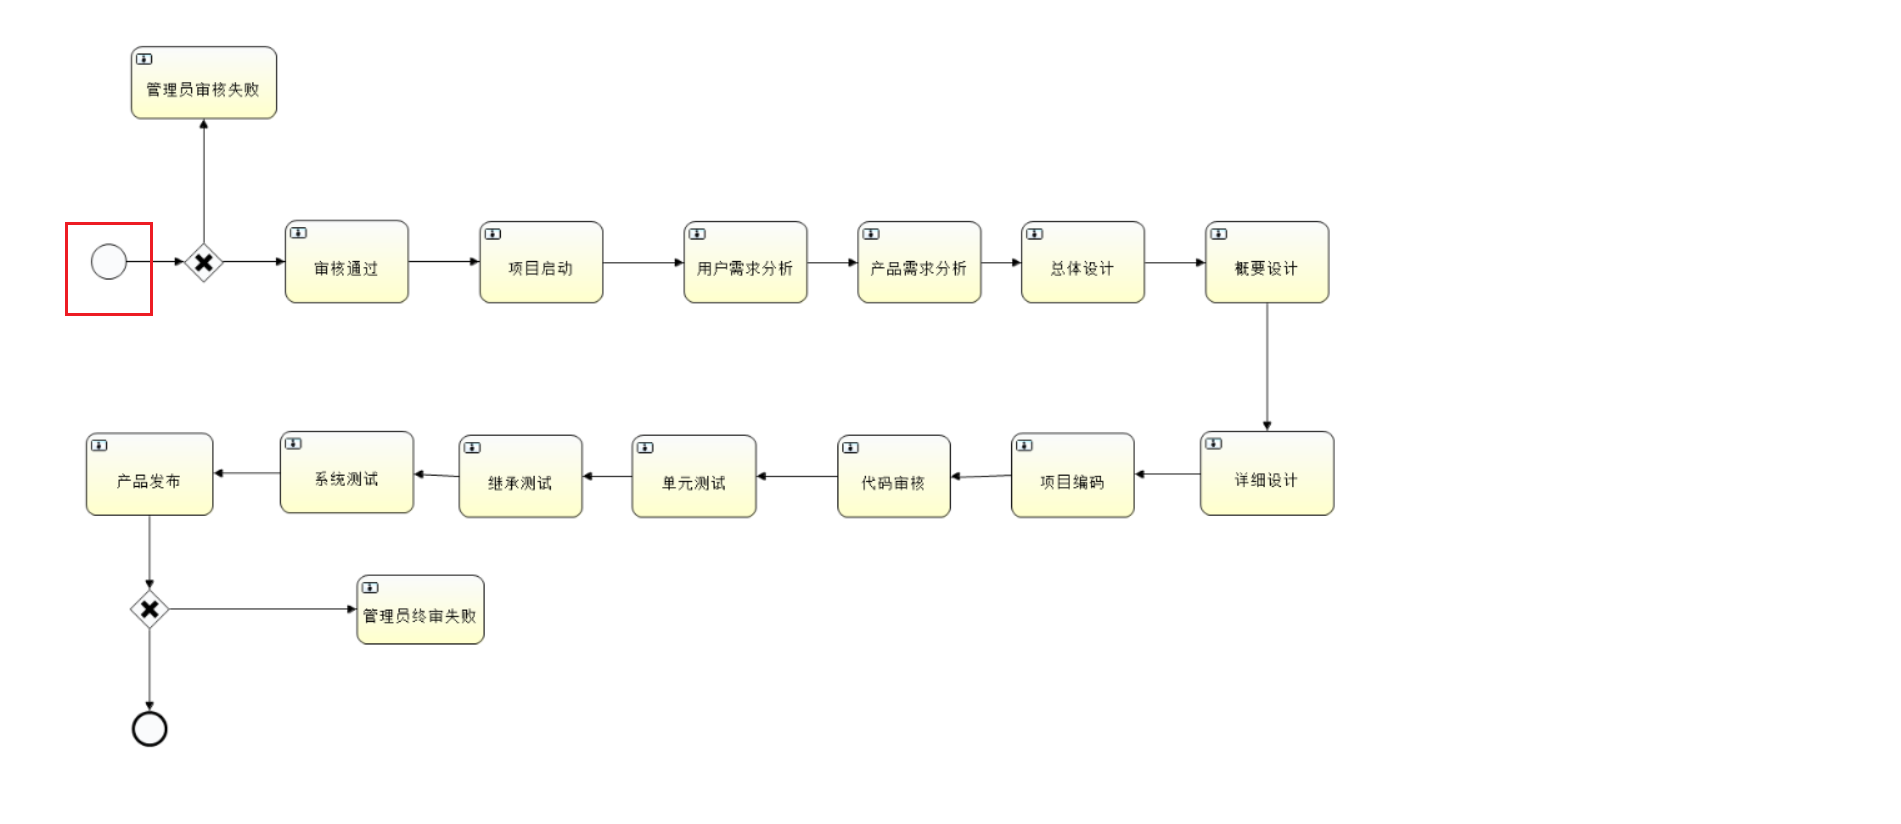 管理员审核失败
审核通过
项目启动
用户需求分析
产品需求分析
总体设计
概要设计
产品发布
系统测试
继承测试
单元测试
代码审核
项目编码
详细设计
管理员终审失败